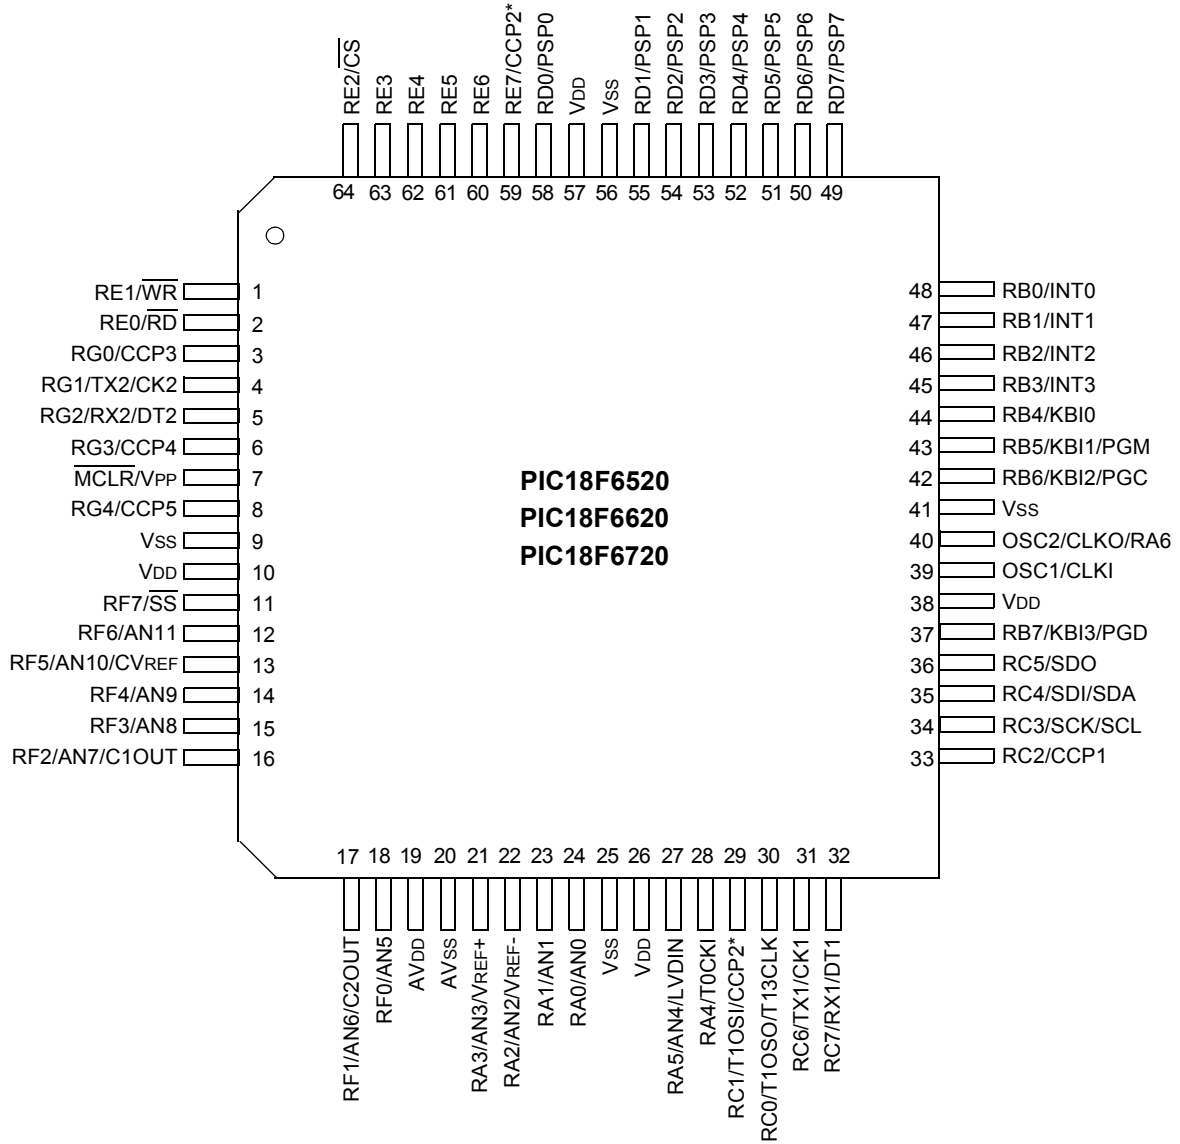 RE2/CS
RE3
RE4
RE5
RE6
RE7/CCP2*
RD0/PSP0
VDD
VSS
RD1/PSP1
RD2/PSP2
RD3/PSP3
RD4/PSP4
RD5/PSP5
RD6/PSP6
RD7/PSP7
64 63 62 61 60 59 58 57 56 55 54 53 52 51 50 49
RE1/WR 1
RE0/RD 2
RG0/CCP3 3
RG1/TX2/CK2 4
RG2/RX2/DT2 5
RG3/CCP4 6
MCLR/VPP 7
RG4/CCP5 8
VSS 9
VDD 10
RF7/SS 11
RF6/AN11 12
RF5/AN10/CVREF 13
RF4/AN9 14
RF3/AN8 15
RF2/AN7/C1OUT 16
PIC18F6520
PIC18F6620
PIC18F6720
48 RB0/INT0
47 RB1/INT1
46 RB2/INT2
45 RB3/INT3
44 RB4/KBI0
43 RB5/KBI1/PGM
42 RB6/KBI2/PGC
41 VSS
40 OSC2/CLKO/RA6
39 OSC1/CLKI
38 VDD
37 RB7/KBI3/PGD
36 RC5/SDO
35 RC4/SDI/SDA
34 RC3/SCK/SCL
33 RC2/CCP1
17 18 19 20 21 22 23 24 25 26 27 28 29 30 31 32
RF1/AN6/C2OUT
RF0/AN5
AVDD
AVSS
RA3/AN3/VREF+
RA2/AN2/VREF-
RA1/AN1
RA0/AN0
VSS
VDD
RA5/AN4/LVDIN
RA4/T0CKI
RC1/T1OSI/CCP2*
RC0/T1OSO/T13CLK
RC6/TX1/CK1
RC7/RX1/DT1